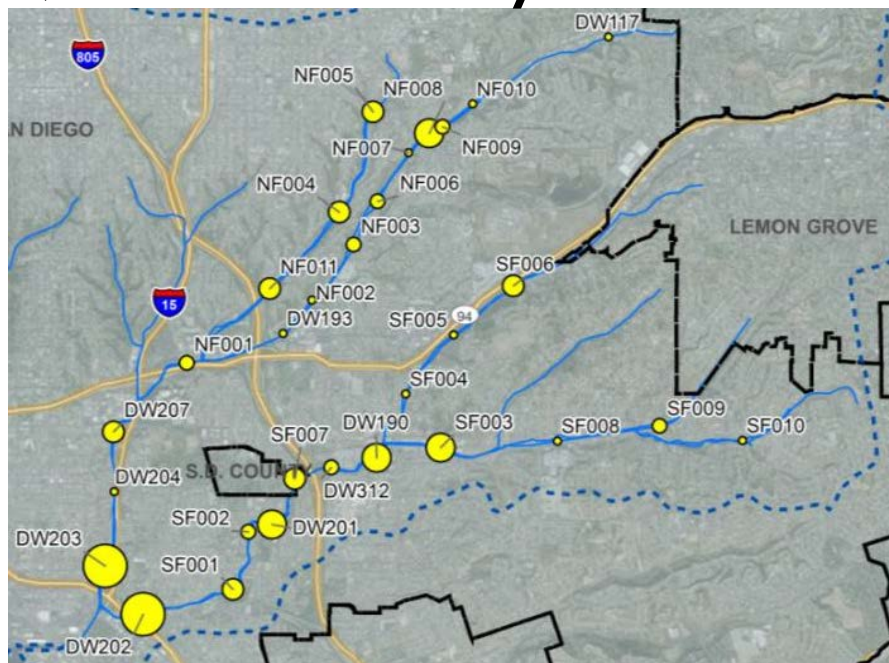 DW117
805
NF005
NF008
NF010
AN DIEGO
NF007
NF009
NF004
NF006
NF003
LEMON GROVE
NF011
SF006
15
NF002
DW193
SF005
94
NF001
SF004
DW207
DW190
SF003
SF009
SF007
SF008
SF010
S.D. COUNTY
DW204
DW312
SF002
DW201
DW203
SF001
DW202